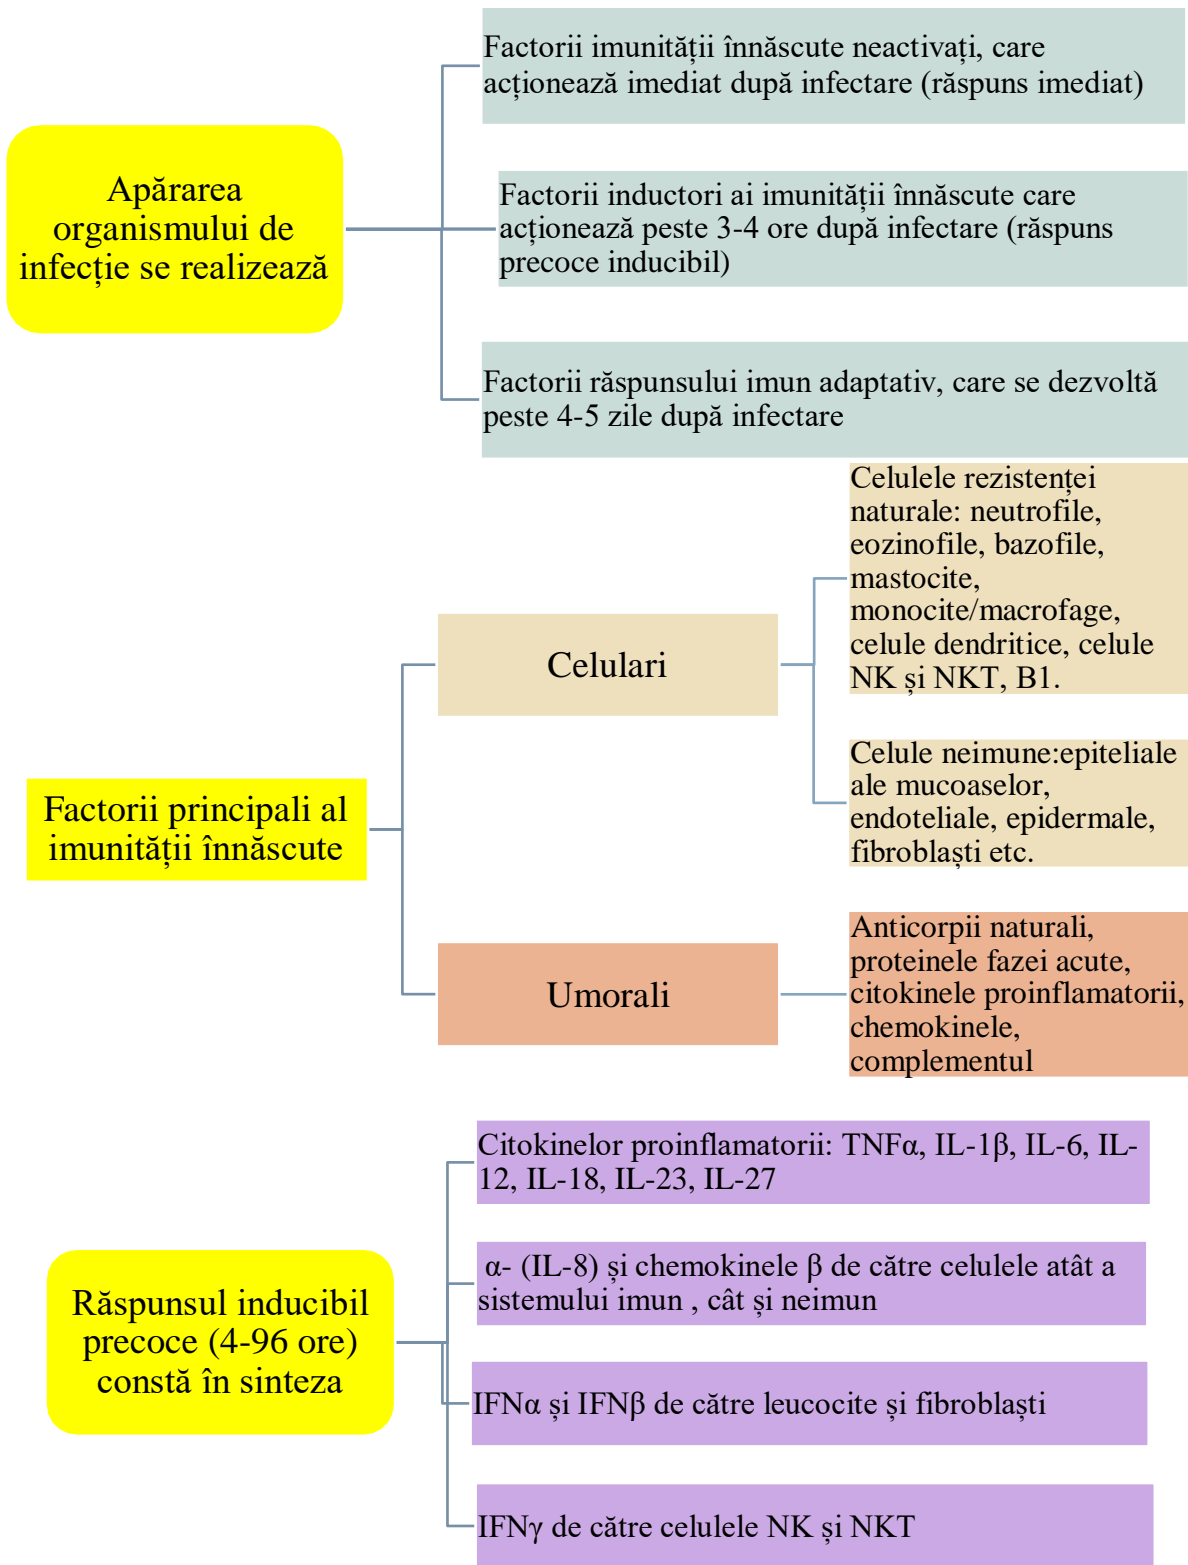 Apărarea
organismului de
infecție se realizează
Factorii imunității înnăscute neactivați, care
acționează imediat după infectare (răspuns imediat)
Factorii inductori ai imunității înnăscute care
acționează peste 3-4 ore după infectare (răspuns
precoce inducibil)
Factorii răspunsului imun adaptativ, care se dezvoltă
peste 4-5 zile după infectare
Factorii principali al
imunității înnăscute
Celulari
Celulele rezistenței
naturale: neutrofile,
eozinofile, bazofile,
mastocite,
monocite/macrofage,
celule dendritice, celule
NK și NKT, B1.
Celule neimune:epiteliale
ale mucoaselor,
endoteliale, epidermale,
fibroblaști etc.
Umorali
Anticorpii naturali,
proteinele fazei acute,
citokinele proinflamatorii,
chemokinele,
complementul
Răspunsul inducibil
precoce (4-96 ore)
constă în sinteza
Citokinelor proinflamatorii: TNFα, IL-1β, IL-6, IL-
12, IL-18, IL-23, IL-27
α- (IL-8) și chemokinele β de către celulele atât a
sistemului imun , cât și neimun
IFNα și IFNβ de către leucocite și fibroblaști
IFNγ de către celulele NK și NKT